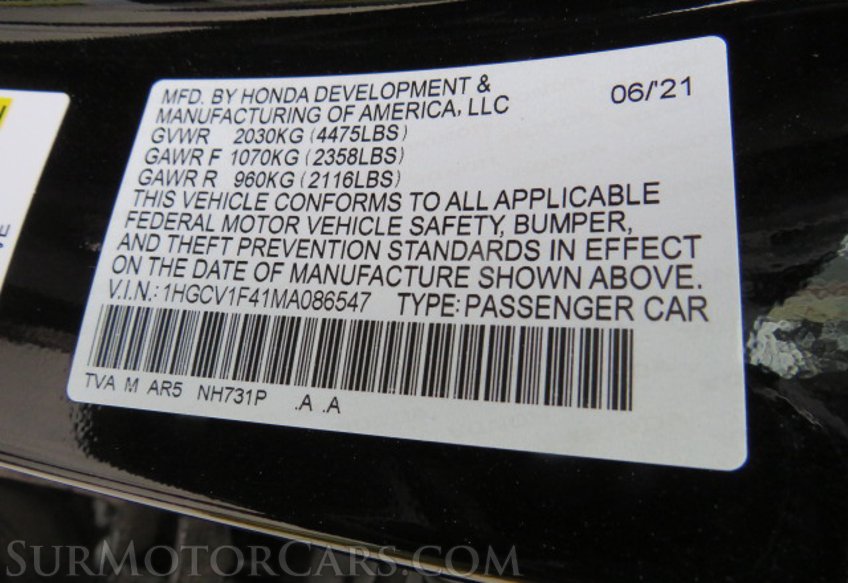 MFD. BY HONDA DEVELOPMENT & 06/'21
MANUFACTURING OF AMERICA, LLC
GVWR 2030KG (4475LBS)
GAWR F 1070KG (2358LBS)
GAWR R 960KG (2116LBS)
THIS VEHICLE CONFORMS TO ALL APPLICABLE
FEDERAL MOTOR VEHICLE SAFETY, BUMPER,
AND THEFT PREVENTION STANDARDS IN EFFECT
ON THE DATE OF MANUFACTURE SHOWN ABOVE.
V.I.N.: 1HGCV1F41MA086547 TYPE: PASSENGER CAR
TVA M AR5 NH731P .A .A
SURMOTORCARS.COM